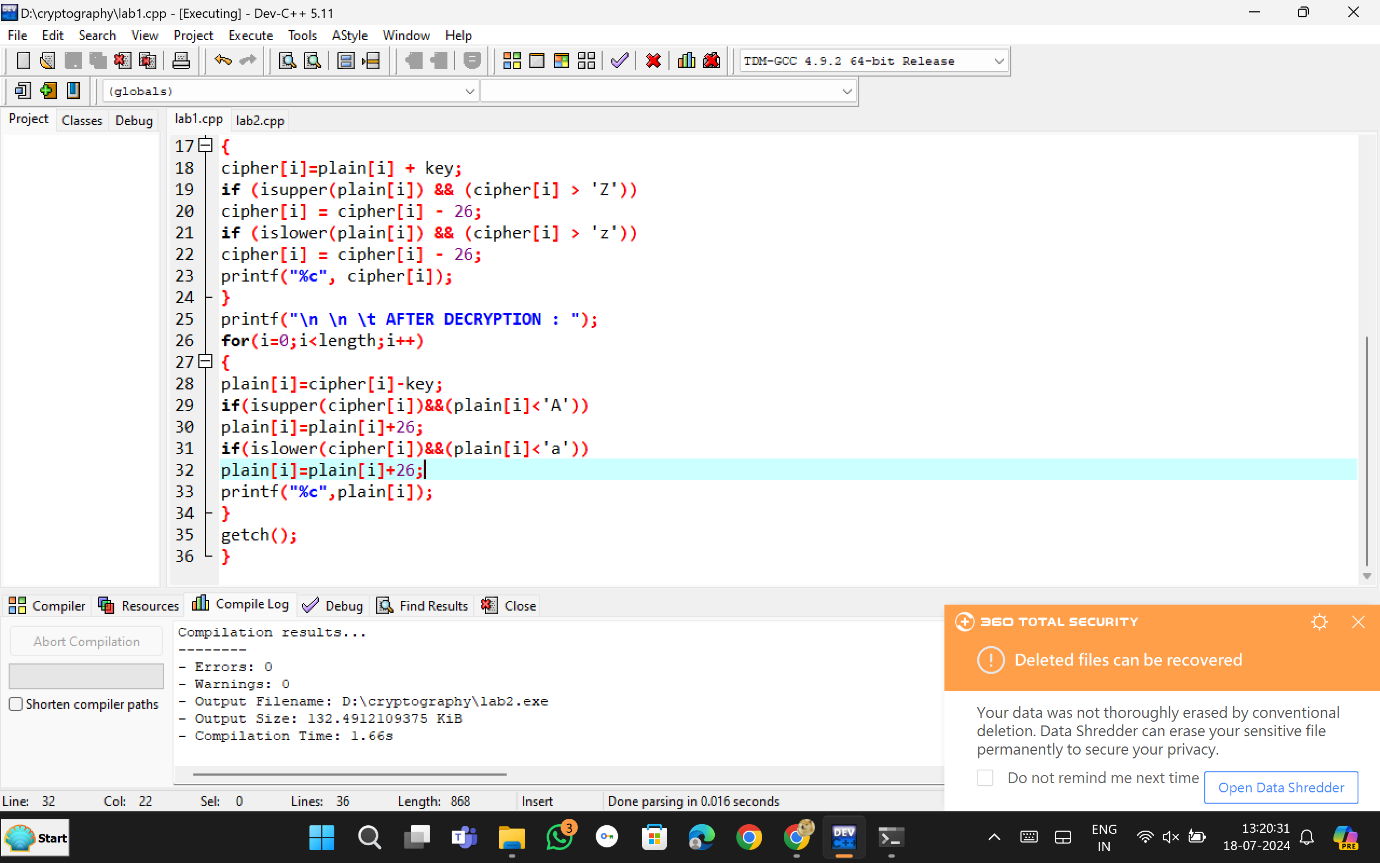 D:\cryptography\lab1.cpp - [Executing] - Dev-C++ 5.11
File Edit Search View Project Execute Tools AStyle Window Help
TDM-GCC 4.9.2 64-bit Release
(globals)
Project Classes Debug lab1.cpp lab2.cpp
17 {
18 cipher[i]=plain[i] + key;
19 if (isupper(plain[i]) && (cipher[i] > 'Z'))
20 cipher[i] = cipher[i] - 26;
21 if (islower(plain[i]) && (cipher[i] > 'z'))
22 cipher[i] = cipher[i] - 26;
23 printf("%c", cipher[i]);
24 }
25 printf("\n \n \t AFTER DECRYPTION : ");
26 for(i=0;i<length;i++)
27 {
28 plain[i]=cipher[i]-key;
29 if(isupper(cipher[i])&&(plain[i]<'A'))
30 plain[i]=plain[i]+26;
31 if(islower(cipher[i])&&(plain[i]<'a'))
32 plain[i]=plain[i]+26;
33 printf("%c",plain[i]);
34 }
35 getch();
36 }
Compiler Resources Compile Log Debug Find Results Close
Abort Compilation
Shorten compiler paths
Compilation results...
--------
- Errors: 0
- Warnings: 0
- Output Filename: D:\cryptography\lab2.exe
- Output Size: 132.4912109375 KiB
- Compilation Time: 1.66s
360 TOTAL SECURITY
Deleted files can be recovered
Your data was not thoroughly erased by conventional
deletion. Data Shredder can erase your sensitive file
permanently to secure your privacy.
Do not remind me next time
Open Data Shredder
Line: 32 Col: 22 Sel: 0 Lines: 36 Length: 868 Insert Done parsing in 0.016 seconds
Start
3
DEV
C++
ENG
IN
13:20:31
18-07-2024
PRE